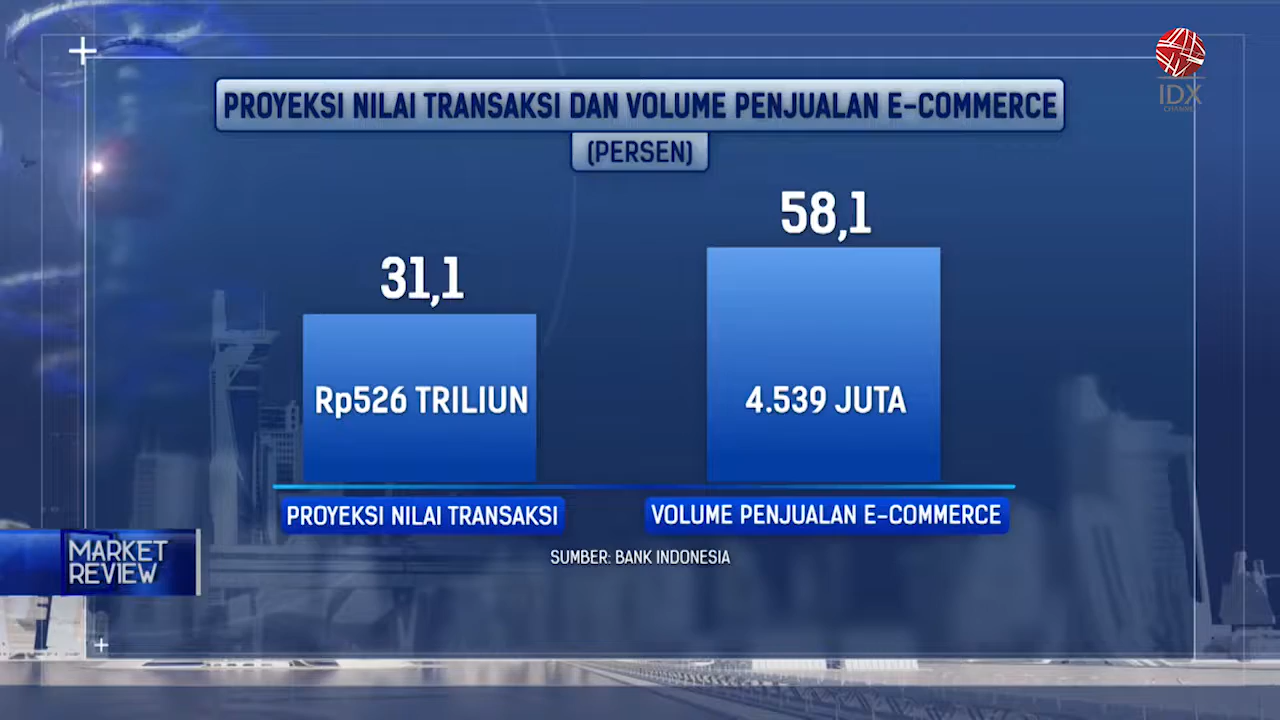 IDX
CHANNEL
PROYEKSI NILAI TRANSAKSI DAN VOLUME PENJUALAN E-COMMERCE
(PERSEN)
31,1
58,1
Rp526 TRILIUN
4.539 JUTA
PROYEKSI NILAI TRANSAKSI
VOLUME PENJUALAN E-COMMERCE
SUMBER: BANK INDONESIA
MARKET
REVIEW